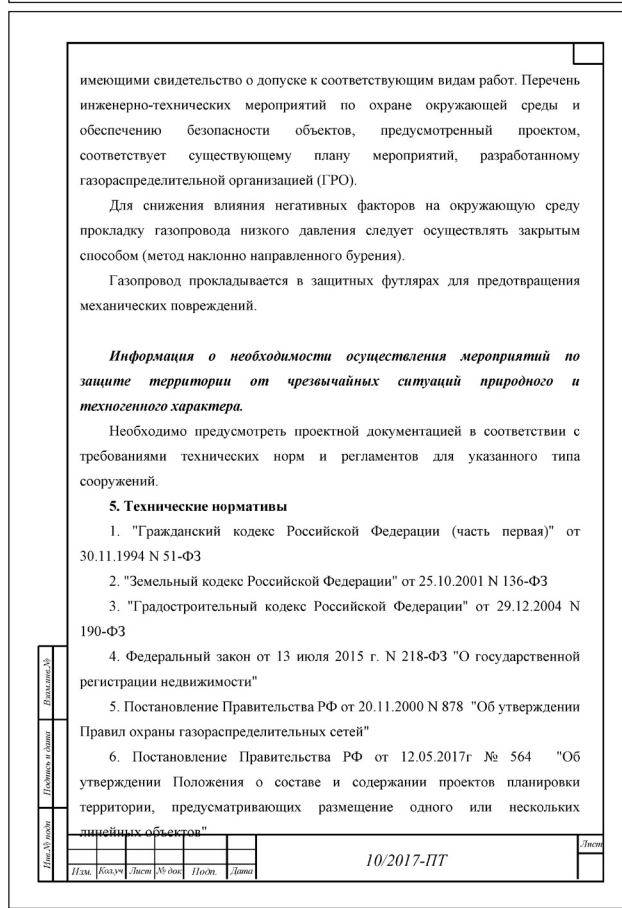 имеющими свидетельство о допуске к соответствующим видам работ. Перечень
инженерно-технических мероприятий по охране окружающей среды и
обеспечению безопасности объектов, предусмотренный проектом,
соответствует существующему плану мероприятий, разработанному
газораспределительной организацией (ГРО).
Для снижения влияния негативных факторов на окружающую среду
прокладку газопровода низкого давления следует осуществлять закрытым
способом (метод наклонно направленного бурения).
Газопровод прокладывается в защитных футлярах для предотвращения
механических повреждений.
Информация о необходимости осуществления мероприятий по
защите территории от чрезвычайных ситуаций природного и
техногенного характера.
Необходимо предусмотреть проектной документацией в соответствии с
требованиями технических норм и регламентов для указанного типа
сооружений.
5. Технические нормативы
1. "Гражданский кодекс Российской Федерации (часть первая)" от
30.11.1994 N 51-ФЗ
2. "Земельный кодекс Российской Федерации" от 25.10.2001 N 136-ФЗ
3. "Градостроительный кодекс Российской Федерации" от 29.12.2004 N
190-ФЗ
4. Федеральный закон от 13 июля 2015 г. N 218-ФЗ "О государственной
регистрации недвижимости"
5. Постановление Правительства РФ от 20.11.2000 N 878 "Об утверждении
Правил охраны газораспределительных сетей"
6. Постановление Правительства РФ от 12.05.2017г № 564 "Об
утверждении Положения о составе и содержании проектов планировки
территории, предусматривающих размещение одного или нескольких
линейных объектов"
Взам.инв.№
Подпись и дата
Инв.№ подп
Изм. Кол.уч Лист № док Подп. Дата
10/2017-ПТ
Лист